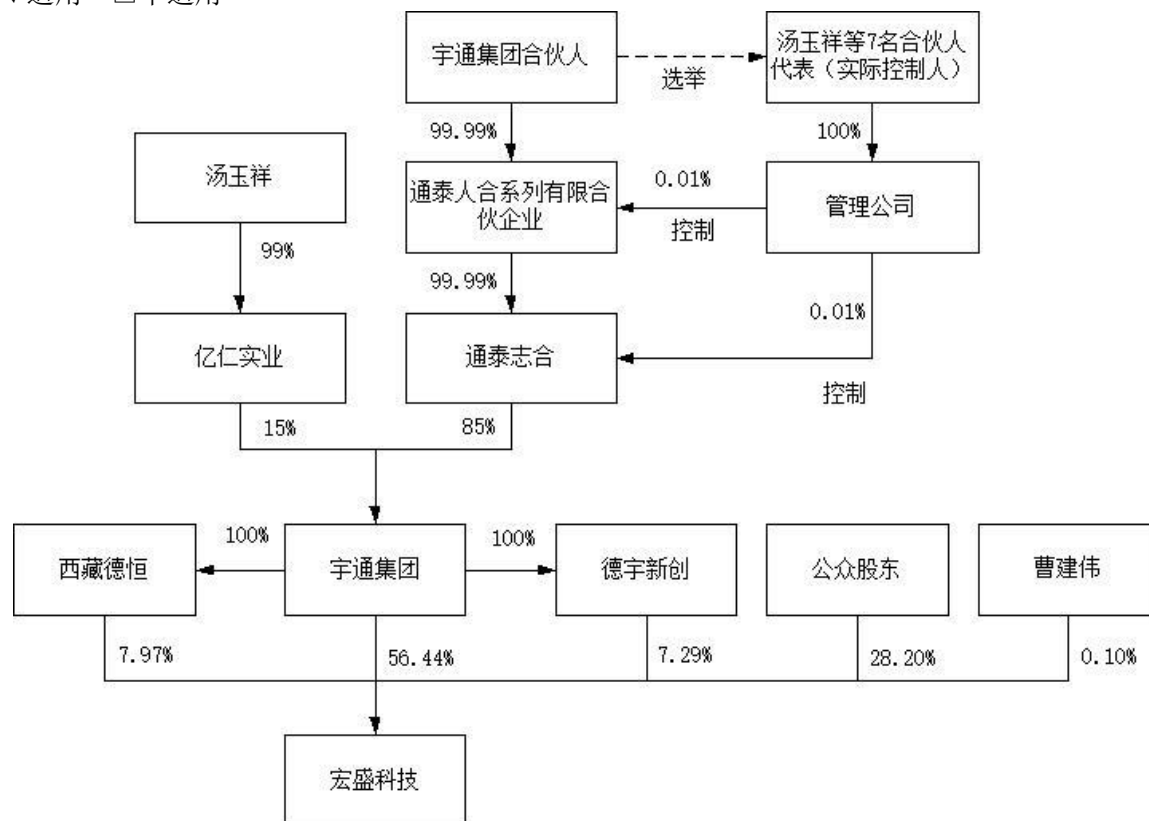 宇通集团合伙人
汤玉祥等7名合伙人
代表（实际控制人）
选举
99.99%
100%
汤玉祥
通泰人合系列有限合
伙企业
0.01%
控制
管理公司
99%
99.99%
0.01%
亿仁实业
通泰志合
控制
15%
85%
西藏德恒
100%
宇通集团
100%
德宇新创
公众股东
曹建伟
7.97%
56.44%
7.29%
28.20%
0.10%
宏盛科技